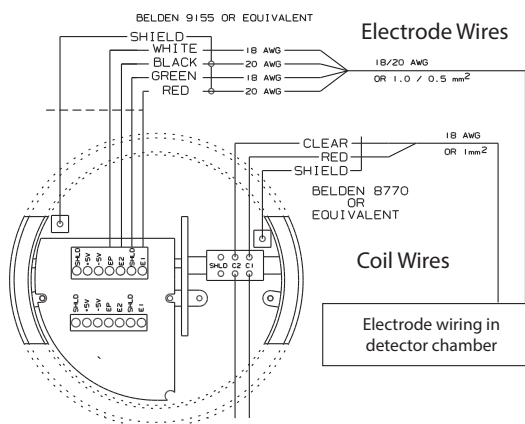 BELDEN 9155 OR EQUIVALENT
Electrode Wires
SHIELD
WHITE 18 AWG
BLACK 20 AWG
GREEN 18 AWG
RED 20 AWG
18/20 AWG
OR 1.0 / 0.5 mm²
CLEAR
RED
SHIELD
18 AWG
OR 1mm²
BELDEN 8770
OR
EQUIVALENT
SHLD +5V -5V EP E2 SHLD E1
SHLD C2 C1
Coil Wires
SHLD +5V -5V EP E2 SHLD E1
Electrode wiring in
detector chamber